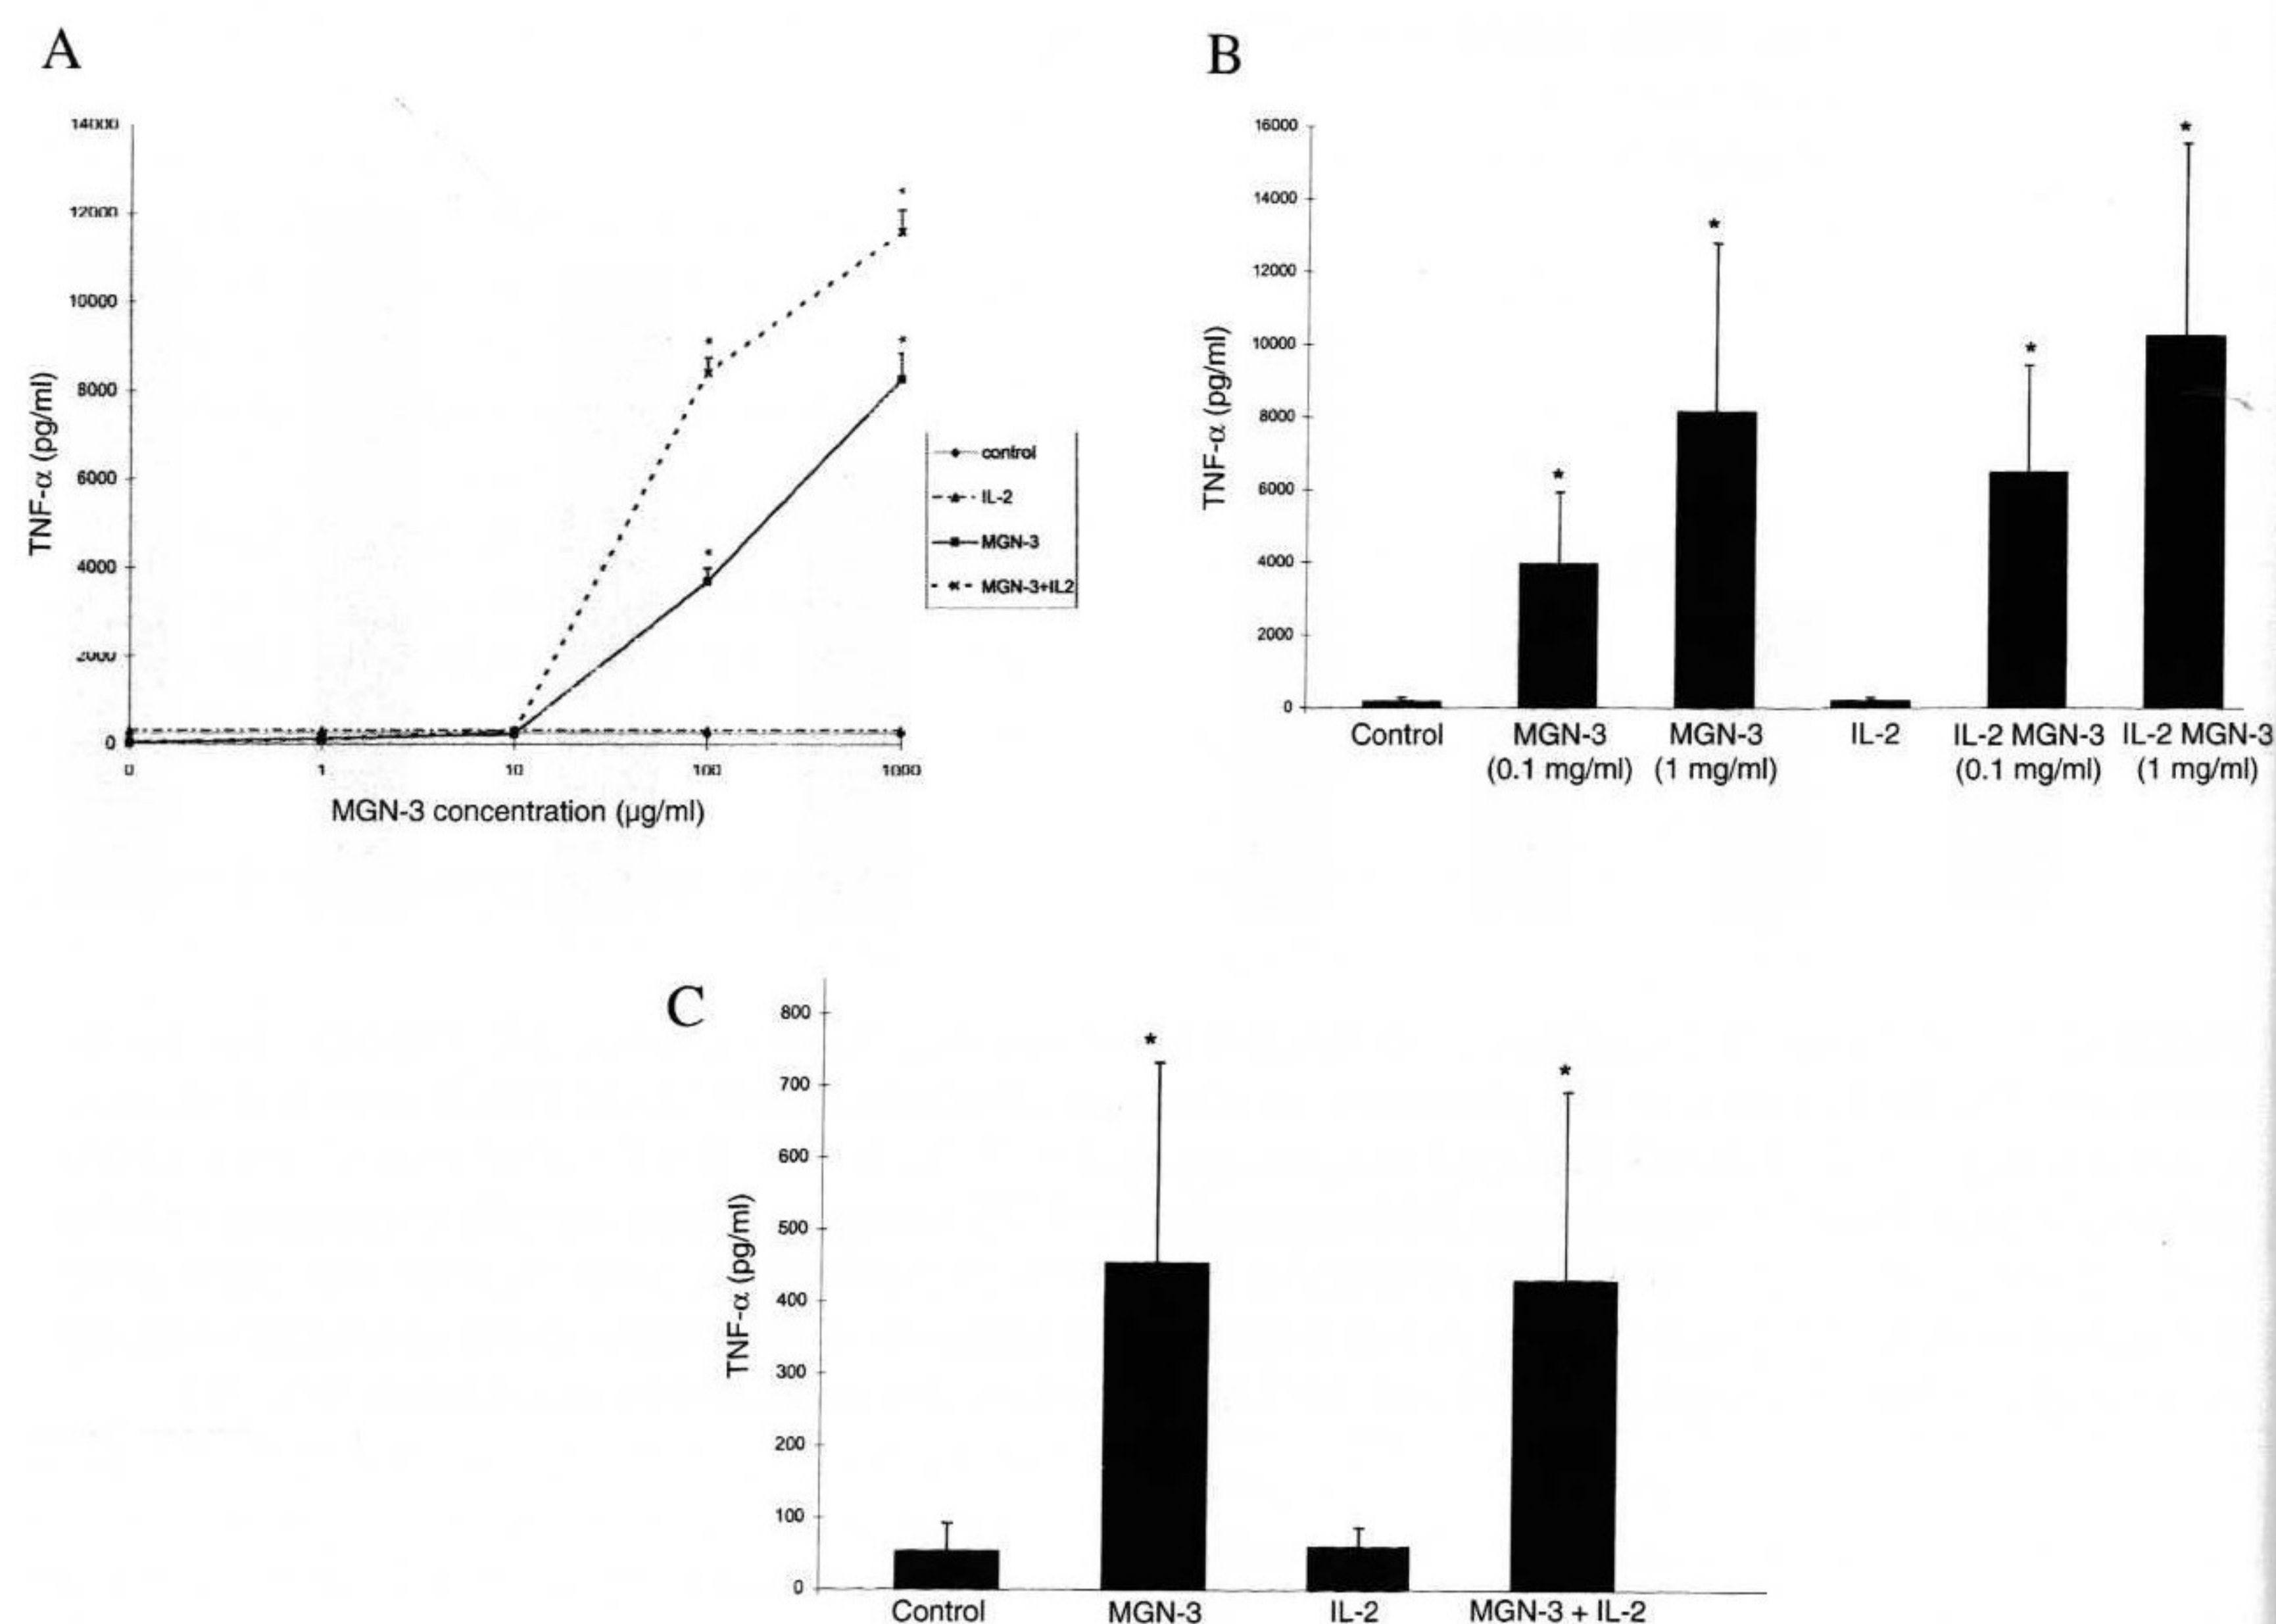 A
14000
12000
10000
8000
6000
4000
2000
0
TNF-α (pg/ml)
0 1 10 100 1000
MGN-3 concentration (µg/ml)
control
IL-2
MGN-3
MGN-3+IL2
* * * *
B
16000
14000
12000
10000
8000
6000
4000
2000
0
TNF-α (pg/ml)
* * * *
Control MGN-3 MGN-3 IL-2 IL-2 MGN-3 IL-2 MGN-3
(0.1 mg/ml) (1 mg/ml) (0.1 mg/ml) (1 mg/ml)
C
800
700
600
500
400
300
200
100
0
TNF-α (pg/ml)
* *
Control MGN-3 IL-2 MGN-3 + IL-2